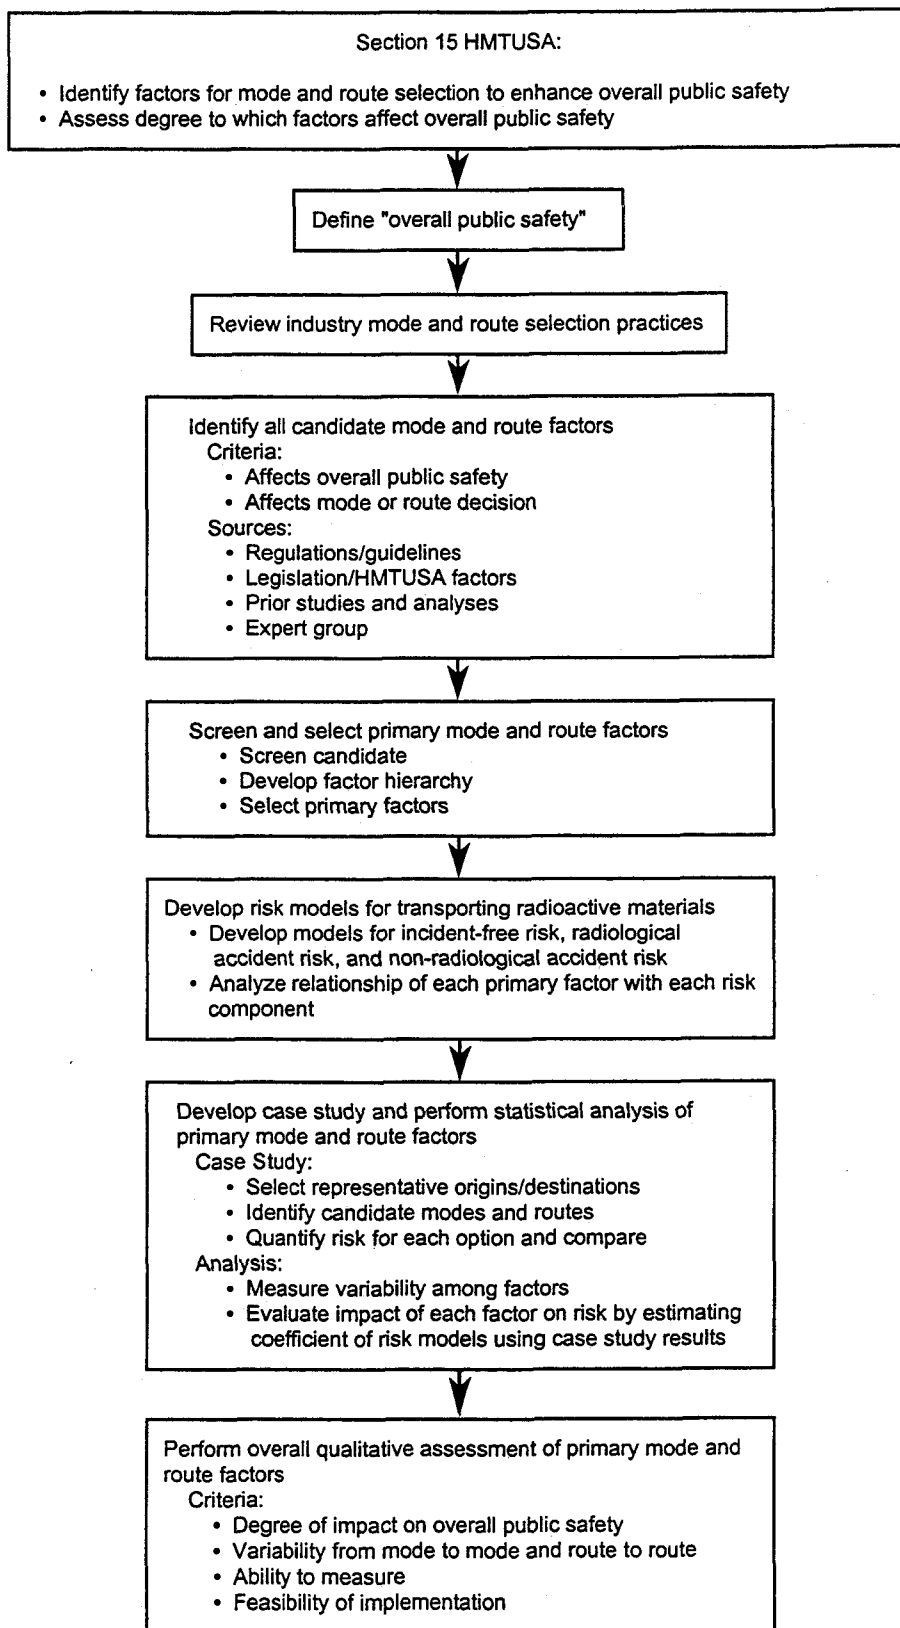 Section 15 HMTUSA:
• Identify factors for mode and route selection to enhance overall public safety
• Assess degree to which factors affect overall public safety
Define "overall public safety"
Review industry mode and route selection practices
Identify all candidate mode and route factors
Criteria:
• Affects overall public safety
• Affects mode or route decision
Sources:
• Regulations/guidelines
• Legislation/HMTUSA factors
• Prior studies and analyses
• Expert group
Screen and select primary mode and route factors
• Screen candidate
• Develop factor hierarchy
• Select primary factors
Develop risk models for transporting radioactive materials
• Develop models for incident-free risk, radiological
accident risk, and non-radiological accident risk
• Analyze relationship of each primary factor with each risk
component
Develop case study and perform statistical analysis of
primary mode and route factors
Case Study:
• Select representative origins/destinations
• Identify candidate modes and routes
• Quantify risk for each option and compare
Analysis:
• Measure variability among factors
• Evaluate impact of each factor on risk by estimating
coefficient of risk models using case study results
Perform overall qualitative assessment of primary mode and
route factors
Criteria:
• Degree of impact on overall public safety
• Variability from mode to mode and route to route
• Ability to measure
• Feasibility of implementation